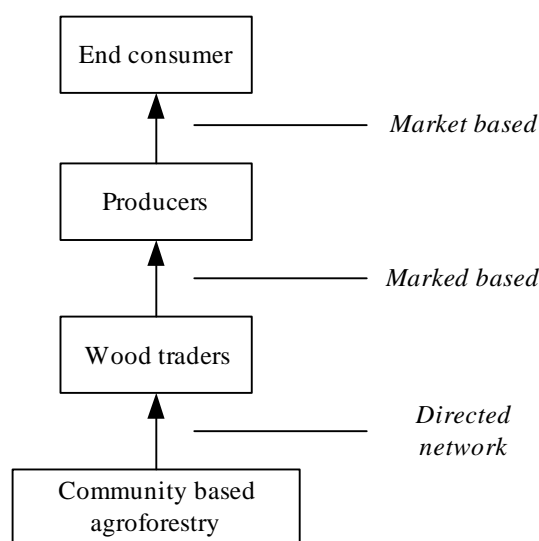 End consumer
Market based
Producers
Marked based
Wood traders
Directed
network
Community based
agroforestry